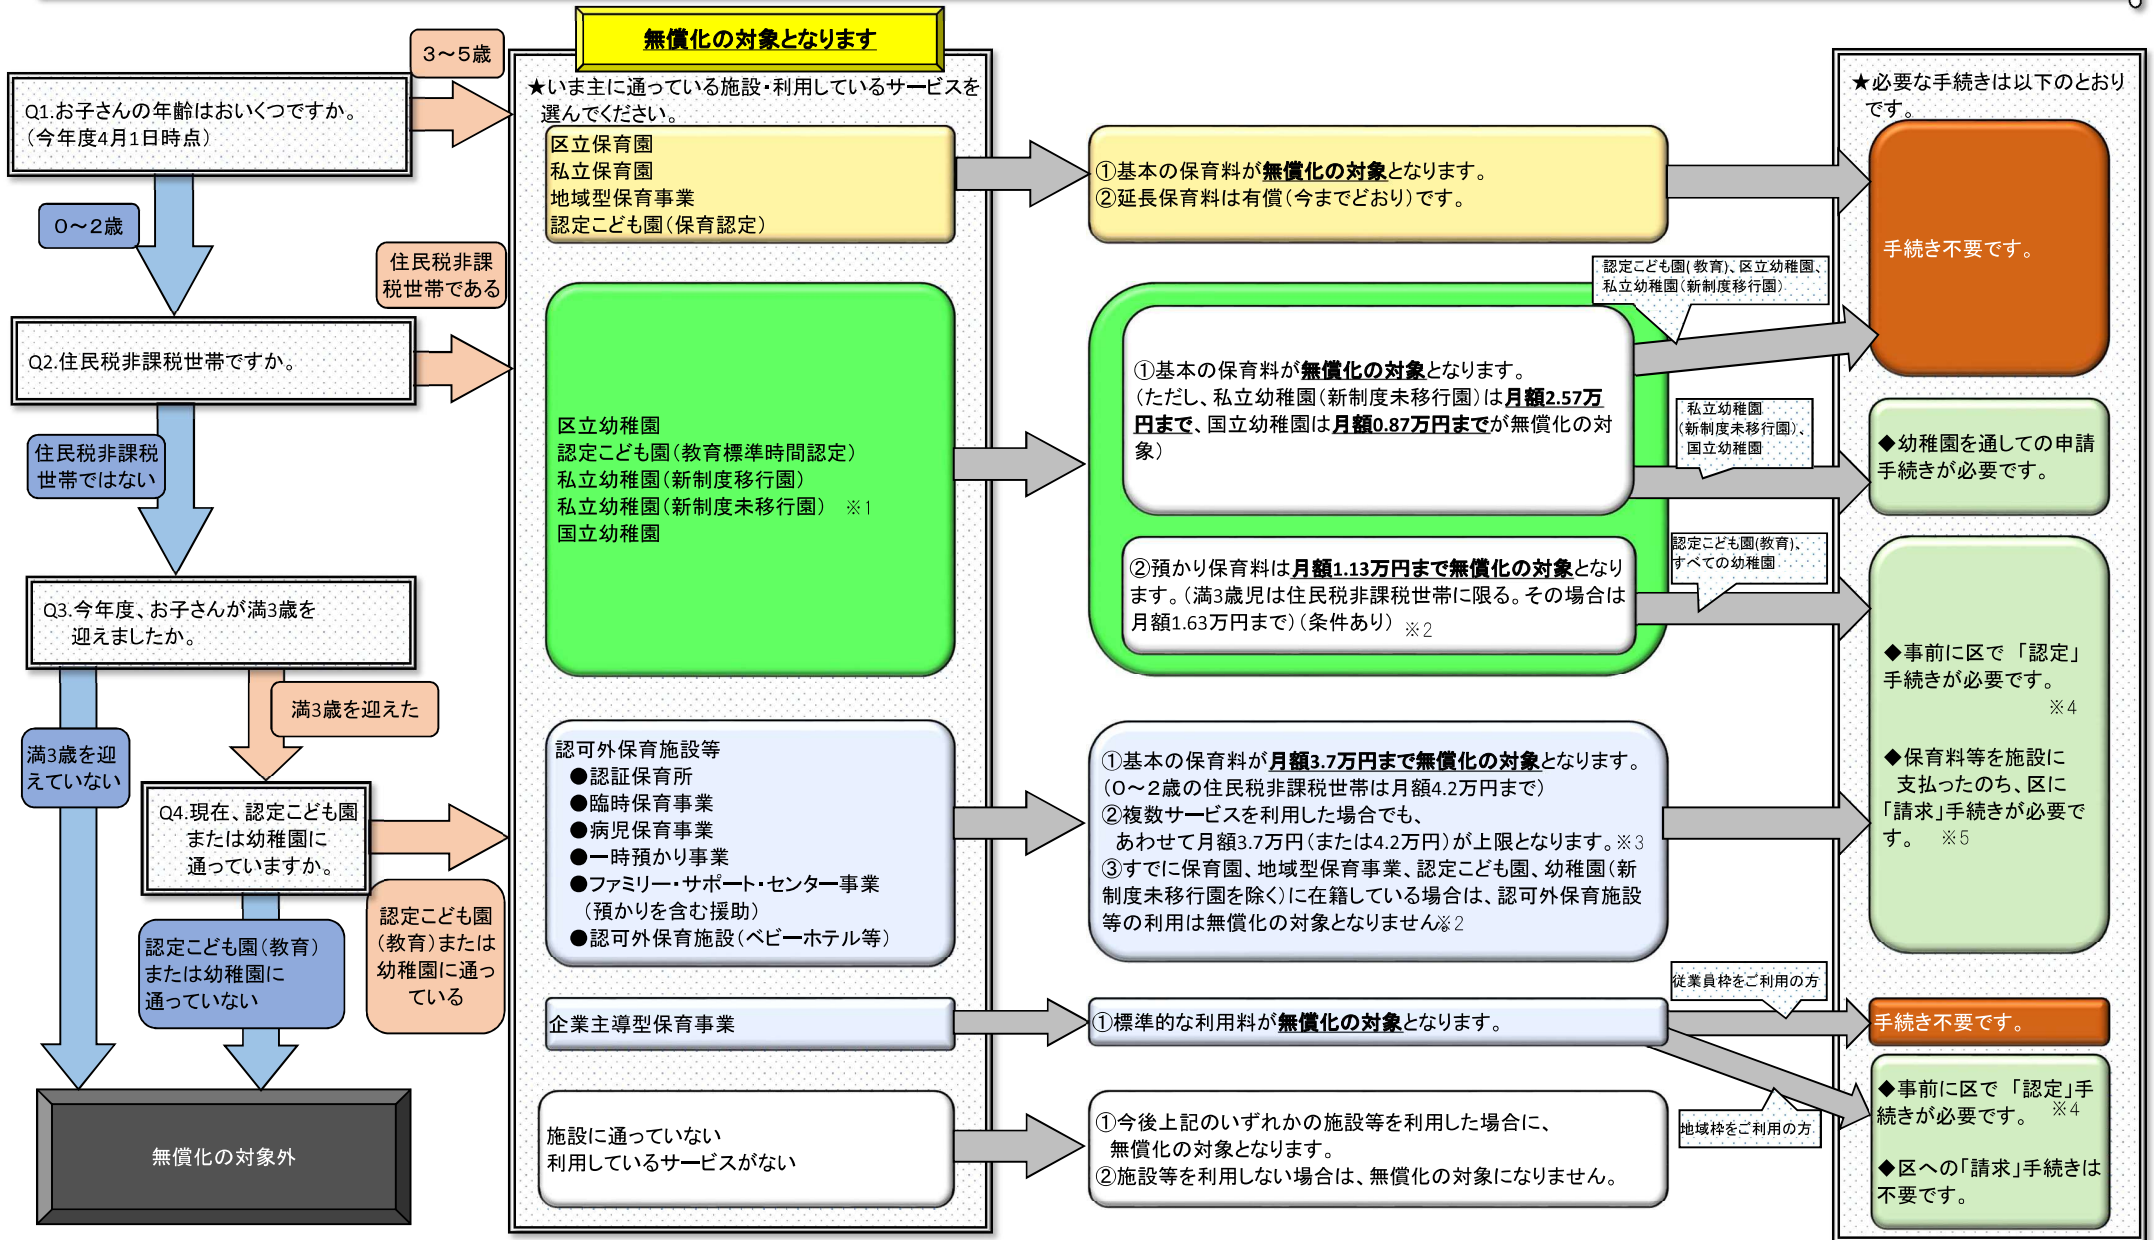 無償化の対象となります
3～5歳
Q1.お子さんの年齢はおいくつですか。
(今年度4月1日時点)
0～2歳
住民税非課
税世帯である
Q2.住民税非課税世帯ですか。
住民税非課税
世帯ではない
Q3.今年度、お子さんが満3歳を
迎えましたか。
満3歳を迎えた
満3歳を迎
えていない
Q4.現在、認定こども園
または幼稚園に
通っていますか。
認定こども園
(教育)または
幼稚園に通っ
ている
認定こども園(教育)
または幼稚園に
通っていない
無償化の対象外
★いま主に通っている施設・利用しているサービスを
選んでください。
区立保育園
私立保育園
地域型保育事業
認定こども園(保育認定)
区立幼稚園
認定こども園(教育標準時間認定)
私立幼稚園(新制度移行園)
私立幼稚園(新制度未移行園) ※1
国立幼稚園
認可外保育施設等
●認証保育所
●臨時保育事業
●病児保育事業
●一時預かり事業
●ファミリー・サポート・センター事業
(預かりを含む援助)
●認可外保育施設(ベビーホテル等)
企業主導型保育事業
施設に通っていない
利用しているサービスがない
①基本の保育料が無償化の対象となります。
②延長保育料は有償(今までどおり)です。
認定こども園(教育)、区立幼稚園、
私立幼稚園(新制度移行園)
①基本の保育料が無償化の対象となります。
(ただし、私立幼稚園(新制度未移行園)は月額2.57万
円まで、国立幼稚園は月額0.87万円までが無償化の対
象)
私立幼稚園
(新制度未移行園)、
国立幼稚園
②預かり保育料は月額1.13万円まで無償化の対象となり
ます。(満3歳児は住民税非課税世帯に限る。その場合は
月額1.63万円まで)(条件あり) ※2
認定こども園(教育)、
すべての幼稚園
①基本の保育料が月額3.7万円まで無償化の対象となります。
(0～2歳の住民税非課税世帯は月額4.2万円まで)
②複数サービスを利用した場合でも、
あわせて月額3.7万円(または4.2万円)が上限となります。※3
③すでに保育園、地域型保育事業、認定こども園、幼稚園(新
制度未移行園を除く)に在籍している場合は、認可外保育施設
等の利用は無償化の対象となりません※2
従業員枠をご利用の方
①標準的な利用料が無償化の対象となります。
地域枠をご利用の方
①今後上記のいずれかの施設等を利用した場合に、
無償化の対象となります。
②施設等を利用しない場合は、無償化の対象になりません。
★必要な手続きは以下のとおり
です。
手続き不要です。
◆幼稚園を通しての申請
手続きが必要です。
◆事前に区で「認定」
手続きが必要です。
※4
◆保育料等を施設に
支払ったのち、区に
「請求」手続きが必要で
す。 ※5
手続き不要です。
◆事前に区で「認定」手
続きが必要です。 ※4
◆区への「請求」手続きは
不要です。